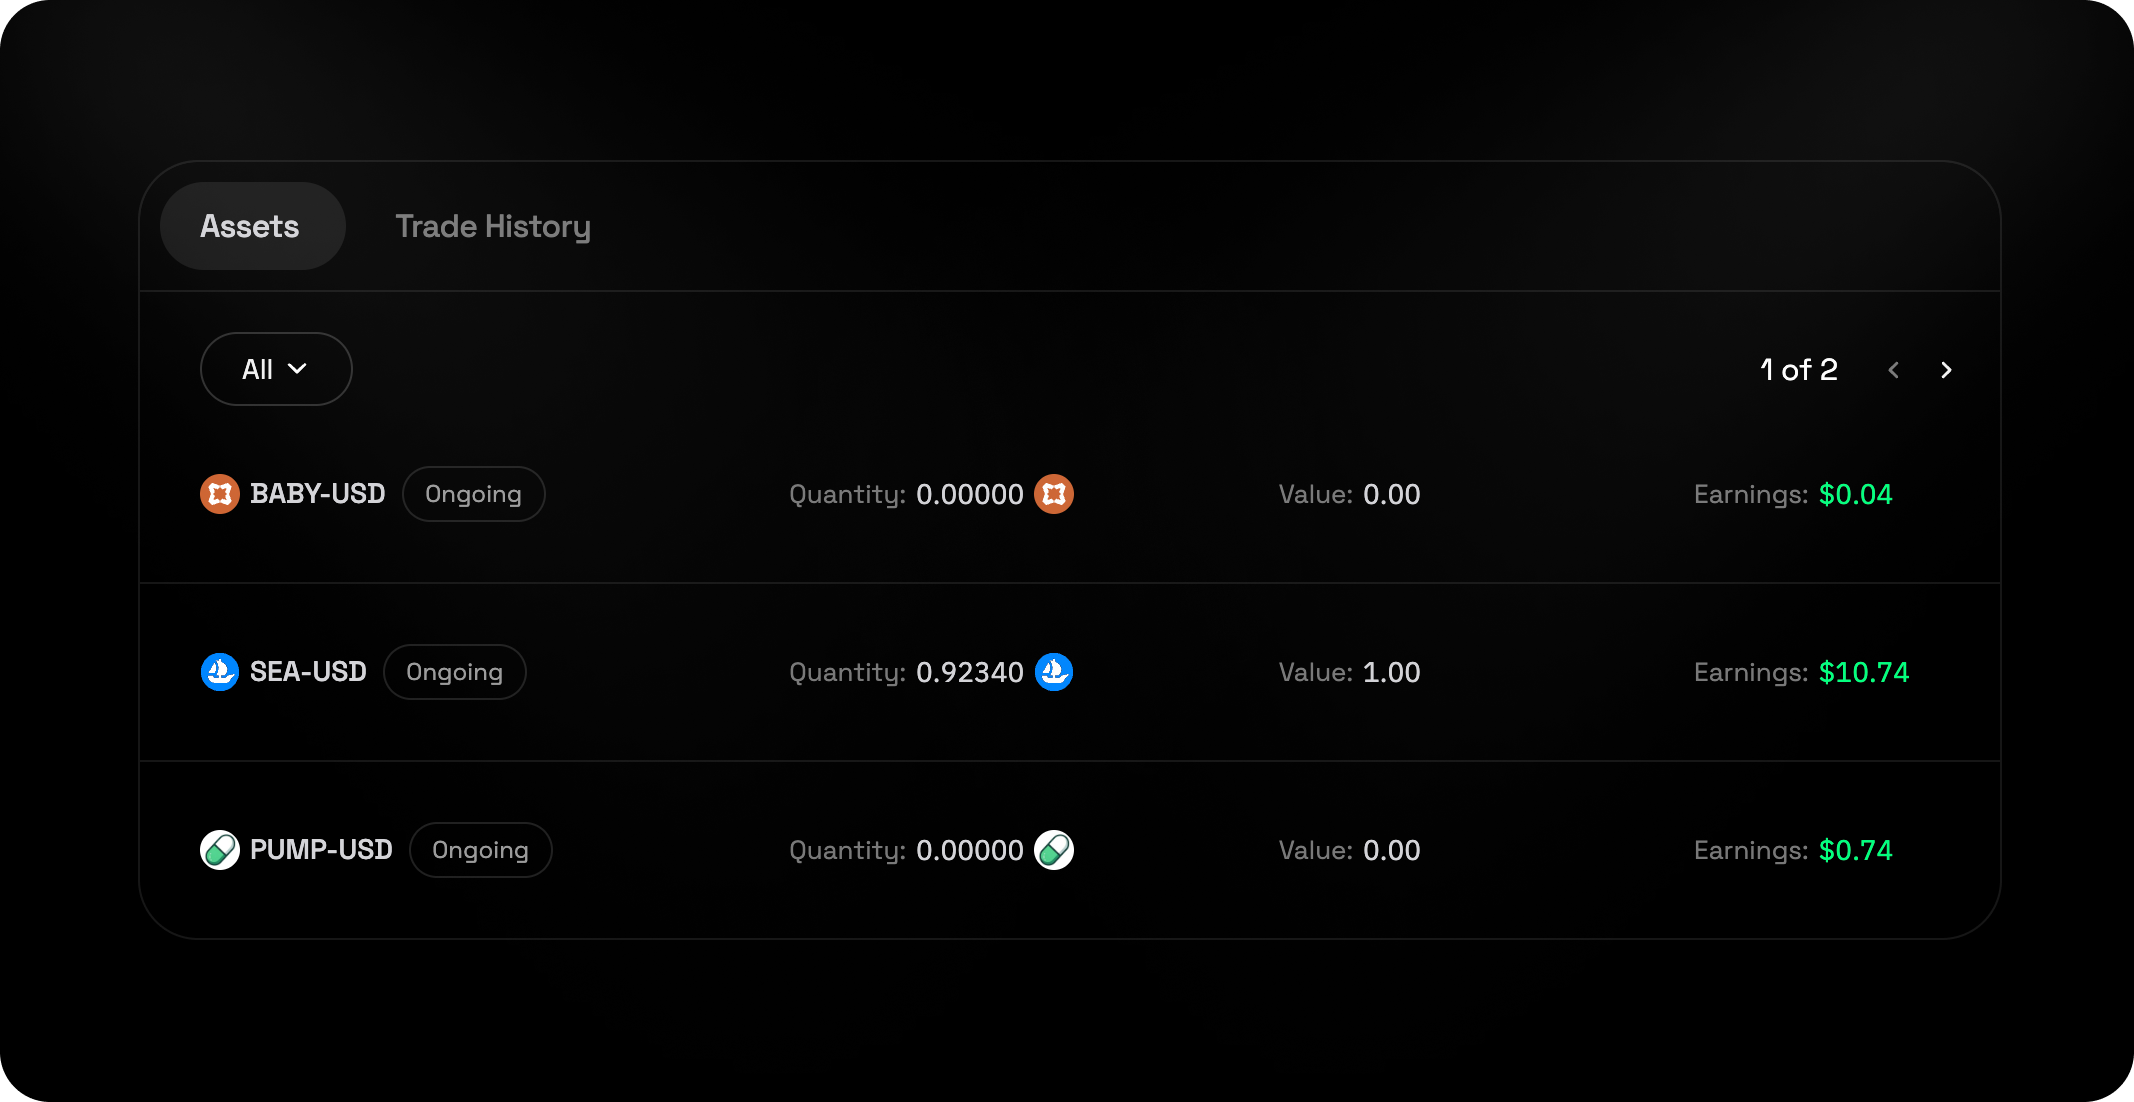 Assets Trade History
All 1 of 2
BABY-USD Ongoing Quantity: 0.00000 Value: 0.00 Earnings: $0.04
SEA-USD Ongoing Quantity: 0.92340 Value: 1.00 Earnings: $10.74
PUMP-USD Ongoing Quantity: 0.00000 Value: 0.00 Earnings: $0.74